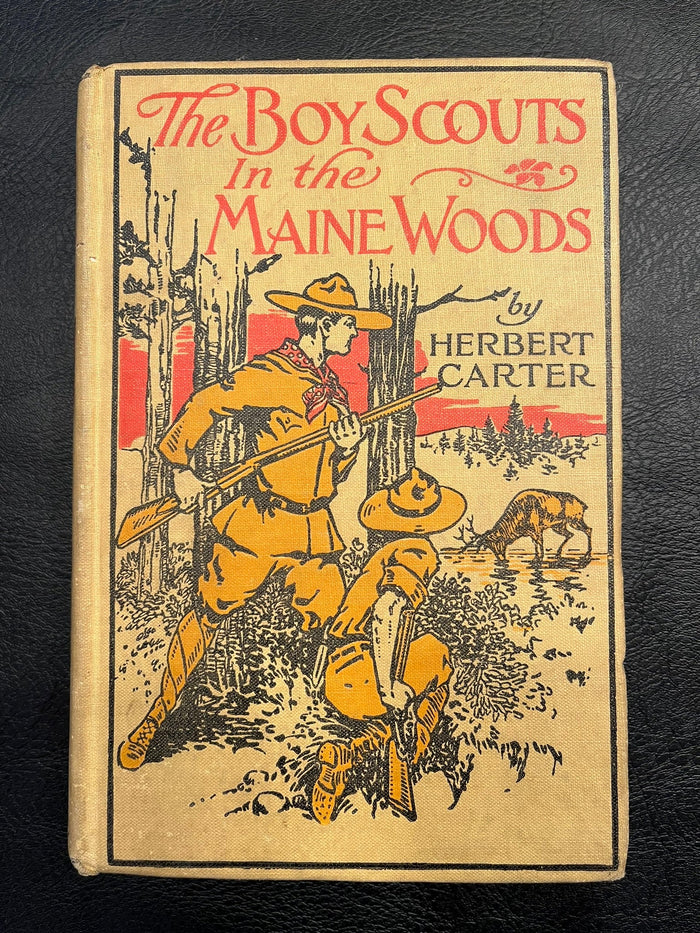 The BOY SCOUTS
In the
MAINE WOODS
by
HERBERT
CARTER